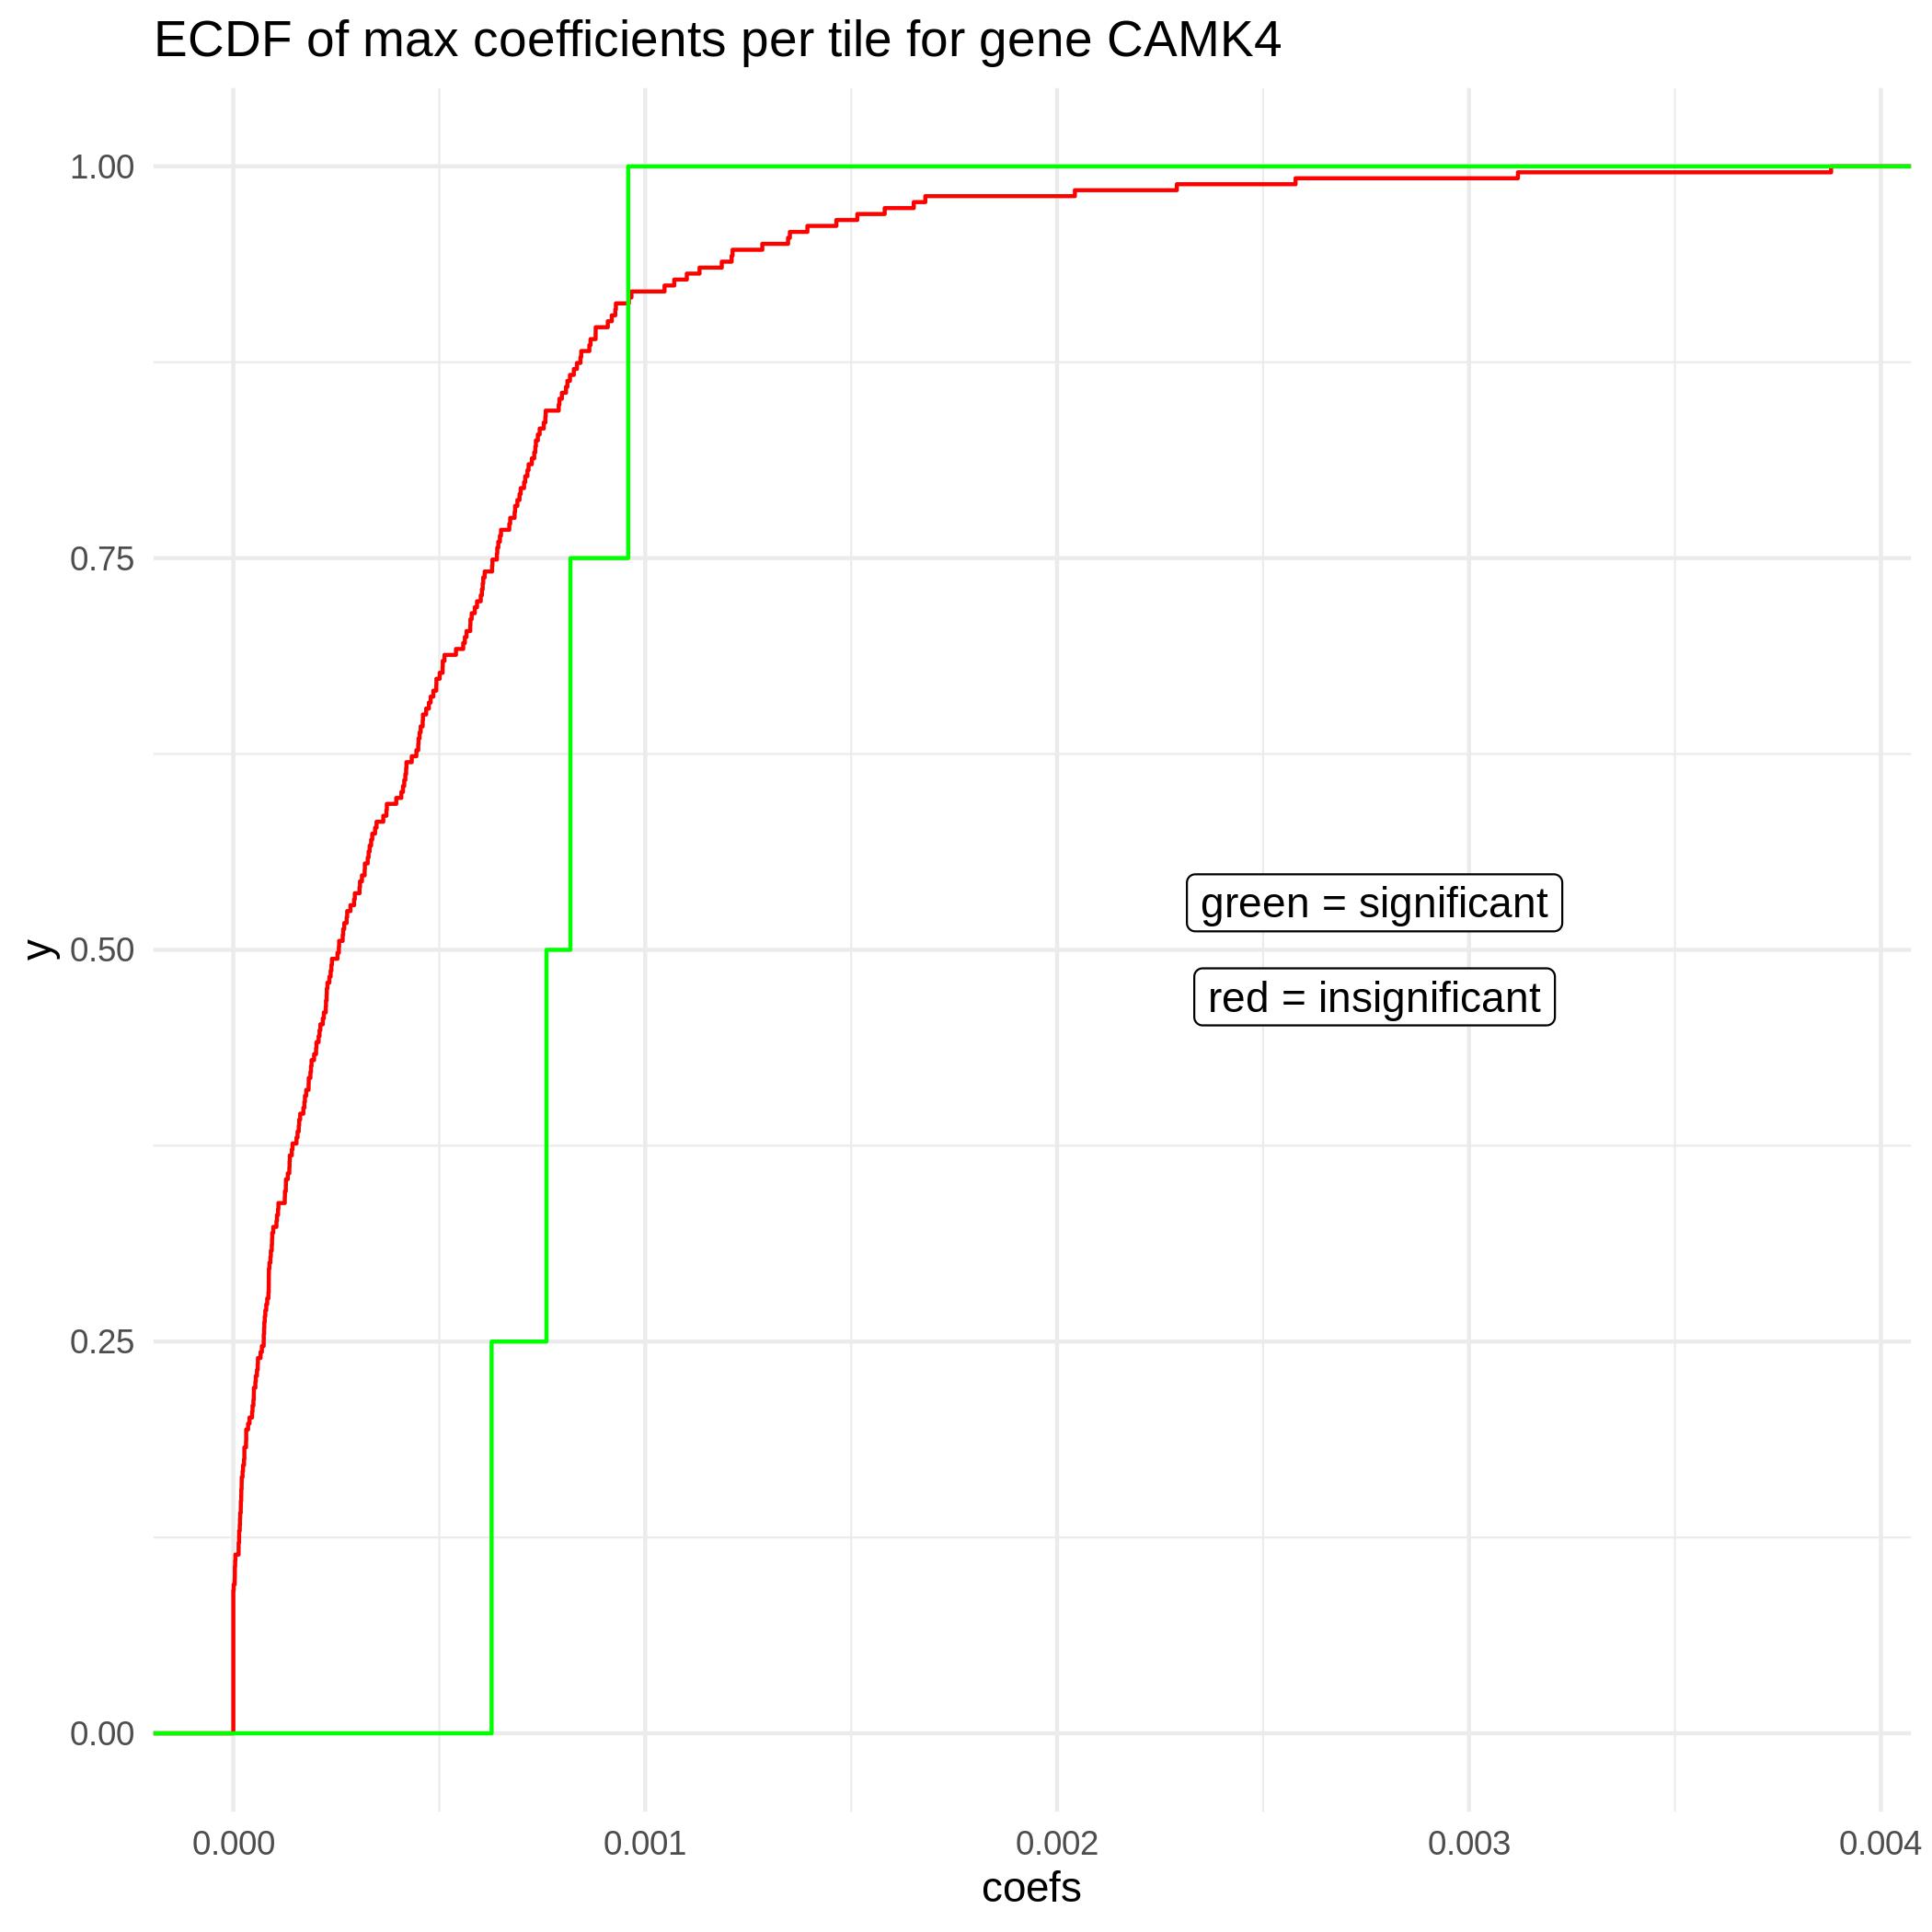 ECDF of max coefficients per tile for gene CAMK4
1.00
0.75
0.50
0.25
0.00
y
green = significant
red = insignificant
0.000 0.001 0.002 0.003 0.004
coefs